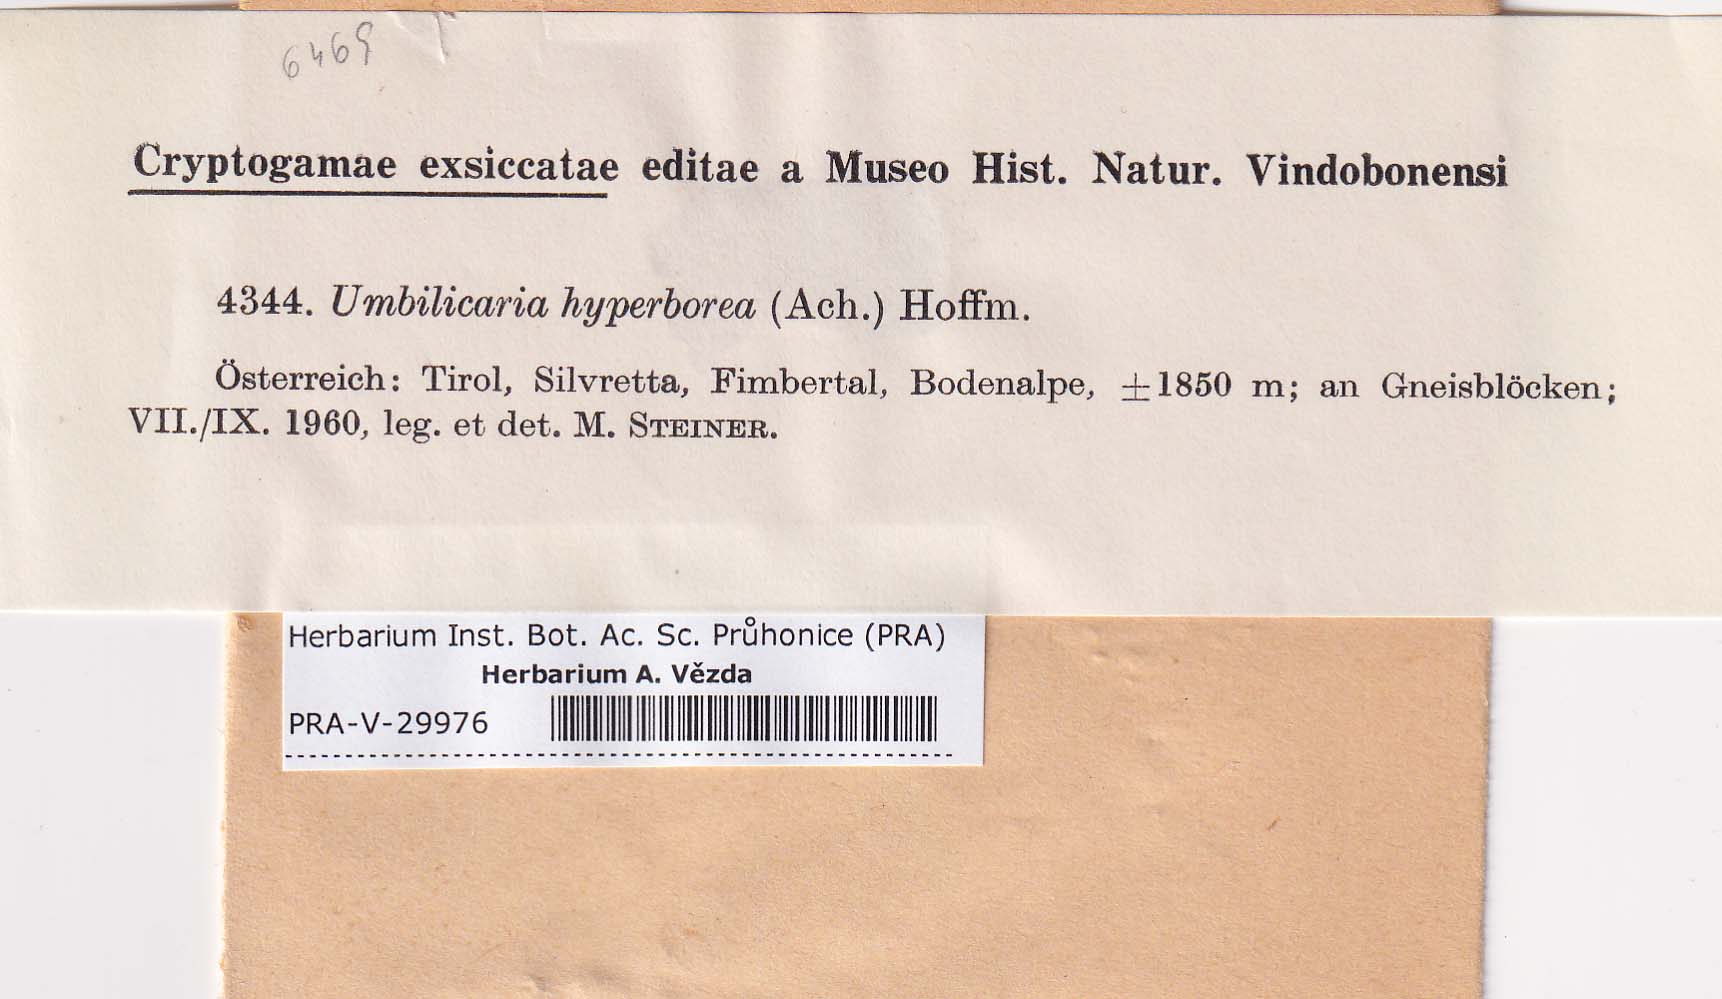 6469
Cryptogamae exsiccatae editae a Museo Hist. Natur. Vindobonensi
4344. Umbilicaria hyperborea (Ach.) Hoffm.
Österreich: Tirol, Silvretta, Fimbertal, Bodenalpe, ±1850 m; an Gneisblöcken;
VII./IX. 1960, leg. et det. M. STEINER.
Herbarium Inst. Bot. Ac. Sc. Průhonice (PRA)
Herbarium A. Vězda
PRA-V-29976